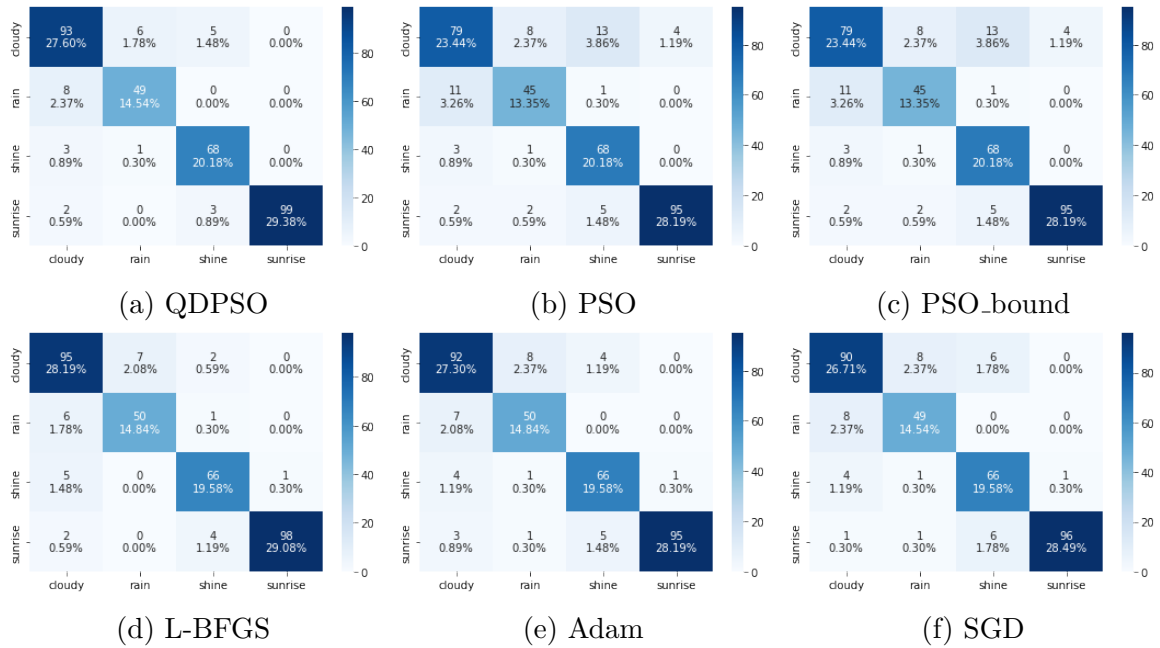 cloudy 93 6 5 0
27.60% 1.78% 1.48% 0.00%
rain 8 49 0 0
2.37% 14.54% 0.00% 0.00%
shine 3 1 68 0
0.89% 0.30% 20.18% 0.00%
sunrise 2 0 3 99
0.59% 0.00% 0.89% 29.38%
cloudy rain shine sunrise
80
60
40
20
0
(a) QDPSO
cloudy 79 8 13 4
23.44% 2.37% 3.86% 1.19%
rain 11 45 1 0
3.26% 13.35% 0.30% 0.00%
shine 3 1 68 0
0.89% 0.30% 20.18% 0.00%
sunrise 2 2 5 95
0.59% 0.59% 1.48% 28.19%
cloudy rain shine sunrise
80
60
40
20
0
(b) PSO
cloudy 79 8 13 4
23.44% 2.37% 3.86% 1.19%
rain 11 45 1 0
3.26% 13.35% 0.30% 0.00%
shine 3 1 68 0
0.89% 0.30% 20.18% 0.00%
sunrise 2 2 5 95
0.59% 0.59% 1.48% 28.19%
cloudy rain shine sunrise
80
60
40
20
0
(c) PSO_bound
cloudy 95 7 2 0
28.19% 2.08% 0.59% 0.00%
rain 6 50 1 0
1.78% 14.84% 0.30% 0.00%
shine 5 0 66 1
1.48% 0.00% 19.58% 0.30%
sunrise 2 0 4 98
0.59% 0.00% 1.19% 29.08%
cloudy rain shine sunrise
80
60
40
20
0
(d) L-BFGS
cloudy 92 8 4 0
27.30% 2.37% 1.19% 0.00%
rain 7 50 0 0
2.08% 14.84% 0.00% 0.00%
shine 4 1 66 1
1.19% 0.30% 19.58% 0.30%
sunrise 3 1 5 95
0.89% 0.30% 1.48% 28.19%
cloudy rain shine sunrise
80
60
40
20
0
(e) Adam
cloudy 90 8 6 0
26.71% 2.37% 1.78% 0.00%
rain 8 49 0 0
2.37% 14.54% 0.00% 0.00%
shine 4 1 66 1
1.19% 0.30% 19.58% 0.30%
sunrise 1 1 6 96
0.30% 0.30% 1.78% 28.49%
cloudy rain shine sunrise
80
60
40
20
0
(f) SGD